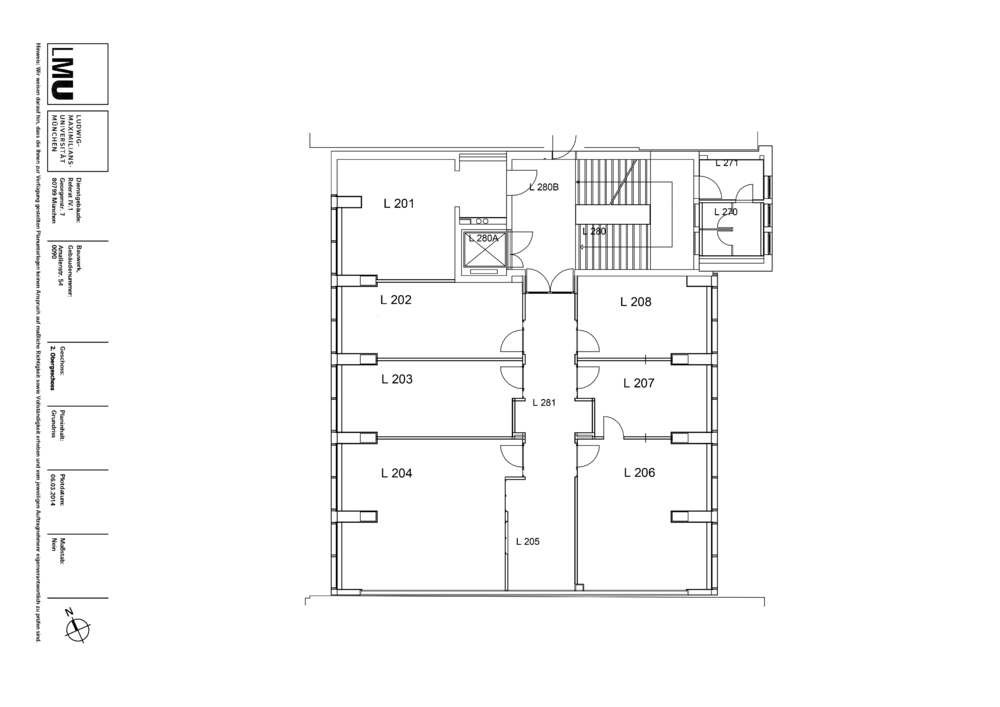 LMU
LUDWIG-
MAXIMILIANS-
UNIVERSITÄT
MÜNCHEN
Dienstgebäude:
Referat IV.1
Georgenstr. 7
80799 München
Bauwerk,
Gebäudenummer:
Amalienstr. 54
0090
Geschoss:
2. Obergeschoss
Planinhalt:
Grundriss
Plotdatum:
06.03.2014
Maßstab:
Nein
N
Hinweis: Wir weisen darauf hin, dass die Ihnen zur Verfügung gestellten Planunterlagen keinen Anspruch auf maßliche Richtigkeit sowie Vollständigkeit erheben und vom jeweiligen Auftragnehmer eigenverantwortlich zu prüfen sind.
L 271
L 280B
L 201
L 270
L 280
L 280A
L 202
L 208
L 203
L 207
L 281
L 204
L 206
L 205